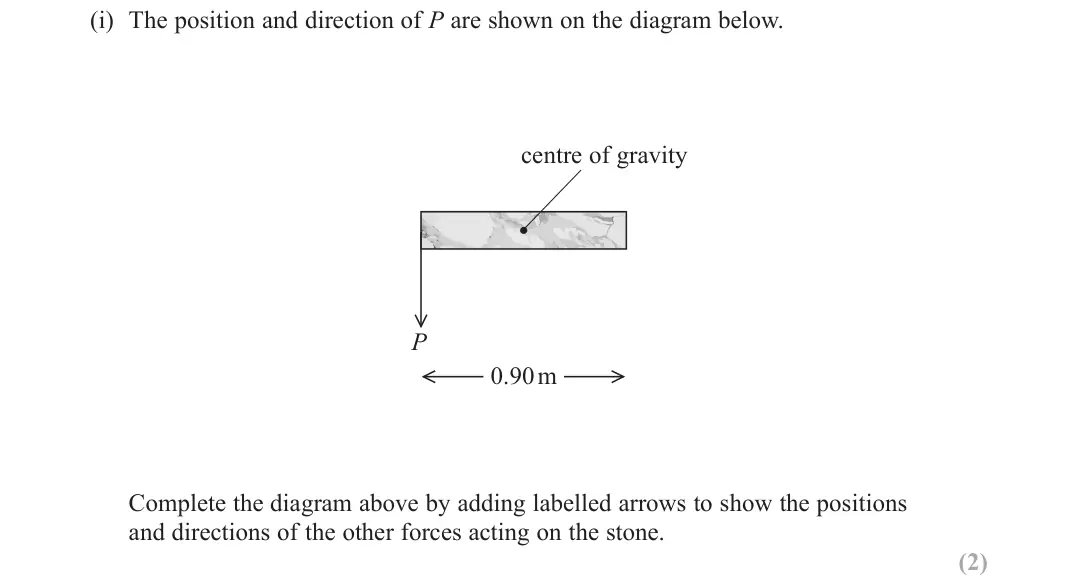 (i) The position and direction of P are shown on the diagram below.
centre of gravity
P
0.90 m
Complete the diagram above by adding labelled arrows to show the positions
and directions of the other forces acting on the stone.
(2)